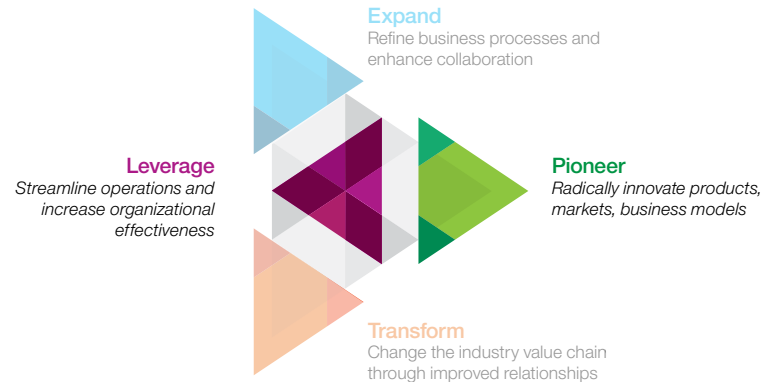 Expand
Refine business processes and
enhance collaboration
Leverage
Streamline operations and
increase organizational
effectiveness
Pioneer
Radically innovate products,
markets, business models
Transform
Change the industry value chain
through improved relationships